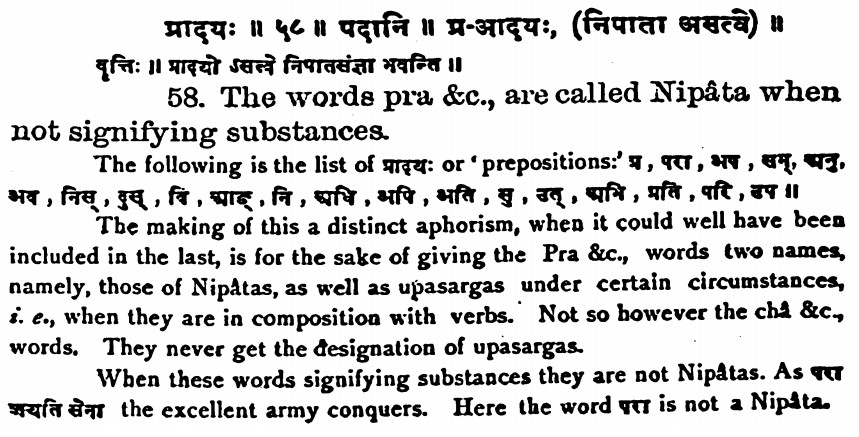 प्रादयः ॥ ५८ ॥ पदानि ॥ प्र-आदयः, (निपाता असत्वे) ॥
वृत्तिः ॥ प्रादयो ऽसत्त्वे निपातसंज्ञा भवन्ति ॥
58. The words pra &c., are called Nipâta when
not signifying substances.
The following is the list of प्रादयः or 'prepositions:' प्र, परा, अप, सम्, अनु,
अव, निस्, दुस्, वि, आङ्, नि, अधि, अपि, अति, सु, उत्, अभि, प्रति, परि, उप ॥
The making of this a distinct aphorism, when it could well have been
included in the last, is for the sake of giving the Pra &c., words two names,
namely, those of Nipâtas, as well as upasargas under certain circumstances,
i. e., when they are in composition with verbs. Not so however the châ &c.,
words. They never get the designation of upasargas.
When these words signifying substances they are not Nipâtas. As परा
जयति सेना the excellent army conquers. Here the word परा is not a Nipâta.